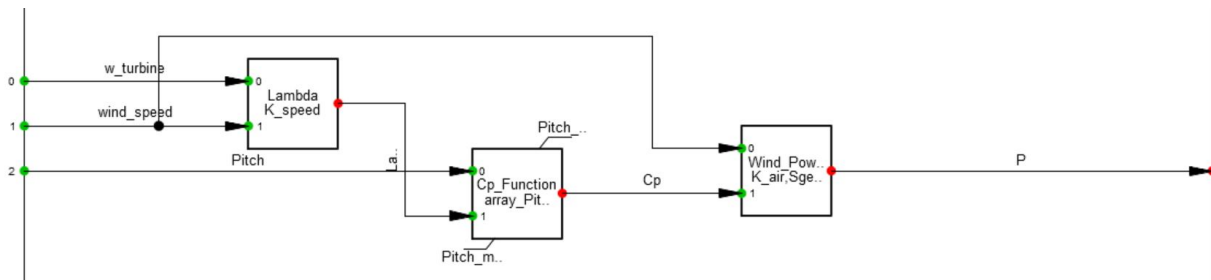 w_turbine
0
0
Lambda
K_speed
wind_speed
1
1
Pitch
2
La..
Pitch_..
0
Cp_Function
array_Pit..
1
Pitch_m..
Cp
0
Wind_Pow..
K_air,Sge..
1
P